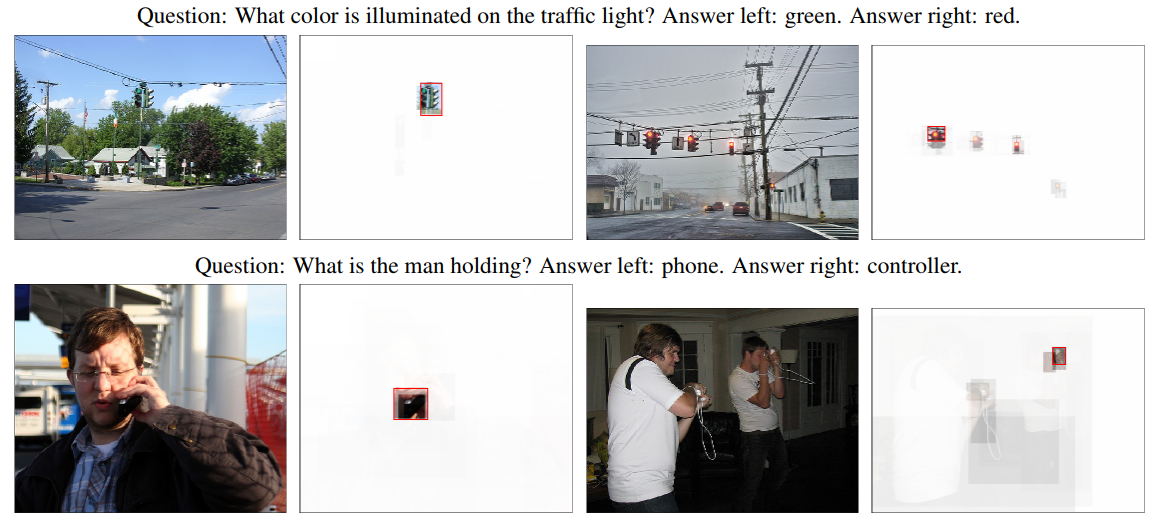 Question: What color is illuminated on the traffic light? Answer left: green. Answer right: red.
Question: What is the man holding? Answer left: phone. Answer right: controller.